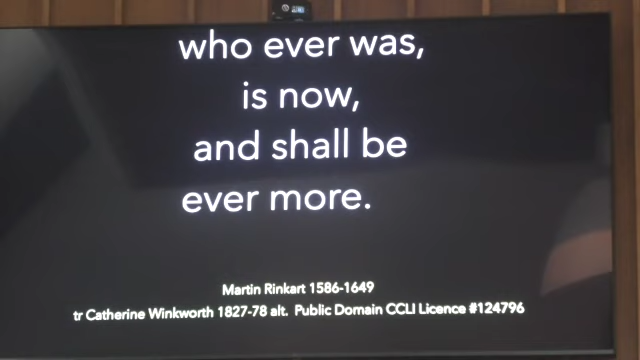 who ever was,
is now,
and shall be
ever more.
Martin Rinkart 1586-1649
tr Catherine Winkworth 1827-78 alt. Public Domain CCLI Licence #124796